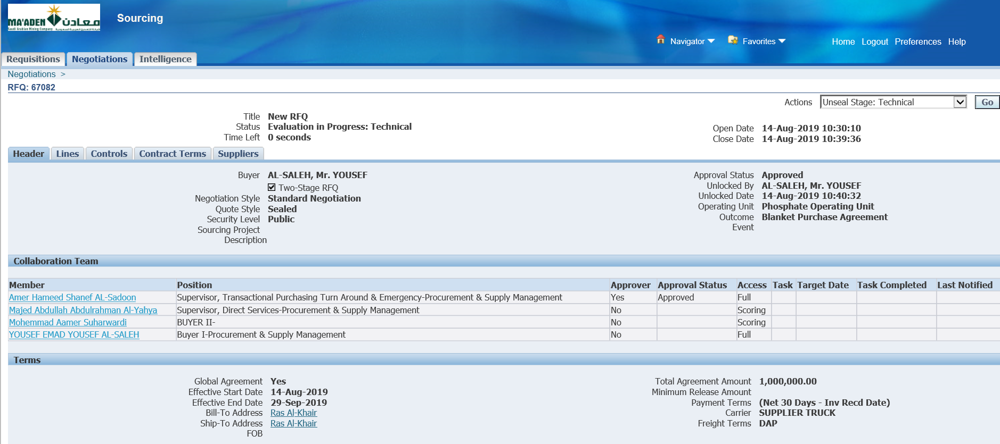 MA'ADEN معادن
Saudi Arabian Mining Company
Sourcing
Navigator
Favorites
Home Logout Preferences Help
Requisitions Negotiations Intelligence
Negotiations >
RFQ: 67082
Actions Unseal Stage: Technical Go
Title New RFQ
Status Evaluation in Progress: Technical
Time Left 0 seconds
Open Date 14-Aug-2019 10:30:10
Close Date 14-Aug-2019 10:39:36
Header Lines Controls Contract Terms Suppliers
Buyer AL-SALEH, Mr. YOUSEF
Two-Stage RFQ
Negotiation Style Standard Negotiation
Quote Style Sealed
Security Level Public
Sourcing Project
Description
Approval Status Approved
Unlocked By AL-SALEH, Mr. YOUSEF
Unlocked Date 14-Aug-2019 10:40:32
Operating Unit Phosphate Operating Unit
Outcome Blanket Purchase Agreement
Event
Collaboration Team
Member Position Approver Approval Status Access Task Target Date Task Completed Last Notified
Amer Hameed Shanef AL-Sadoon Supervisor, Transactional Purchasing Turn Around & Emergency-Procurement & Supply Management Yes Approved Full
Majed Abdullah Abdulrahman Al-Yahya Supervisor, Direct Services-Procurement & Supply Management No Scoring
Mohemmad Aamer Suharwardi BUYER II- No Scoring
YOUSEF EMAD YOUSEF AL-SALEH Buyer I-Procurement & Supply Management No Full
Terms
Global Agreement Yes
Effective Start Date 14-Aug-2019
Effective End Date 29-Sep-2019
Bill-To Address Ras Al-Khair
Ship-To Address Ras Al-Khair
FOB
Total Agreement Amount 1,000,000.00
Minimum Release Amount
Payment Terms (Net 30 Days - Inv Recd Date)
Carrier SUPPLIER TRUCK
Freight Terms DAP